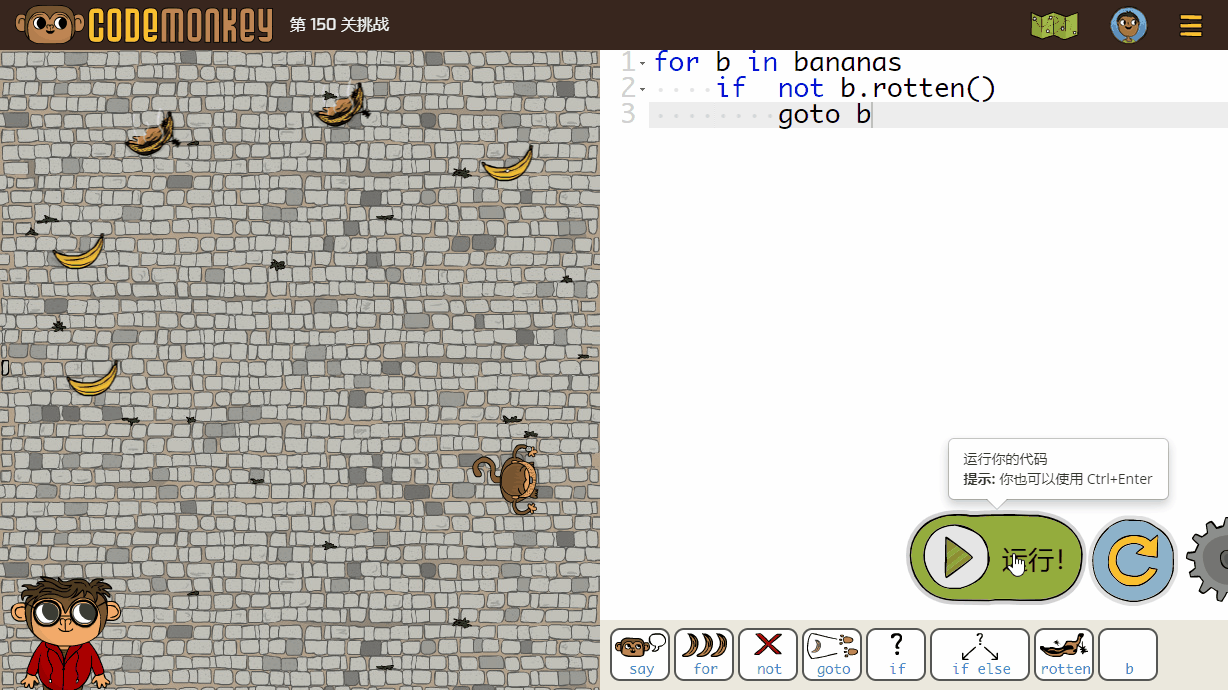 CODEMONKEY 第 150 关挑战
1 for b in bananas
2 if  not b.rotten()
3 goto b
运行你的代码
提示: 你也可以使用 Ctrl+Enter
运行!
say for not goto if if else rotten b